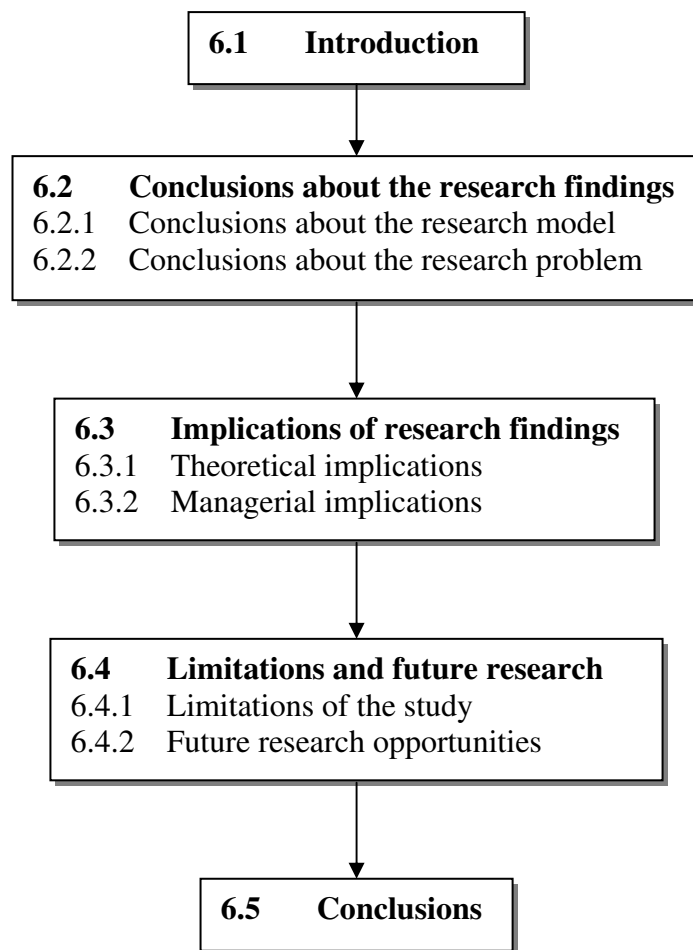 6.1 Introduction
6.2 Conclusions about the research findings
6.2.1 Conclusions about the research model
6.2.2 Conclusions about the research problem
6.3 Implications of research findings
6.3.1 Theoretical implications
6.3.2 Managerial implications
6.4 Limitations and future research
6.4.1 Limitations of the study
6.4.2 Future research opportunities
6.5 Conclusions